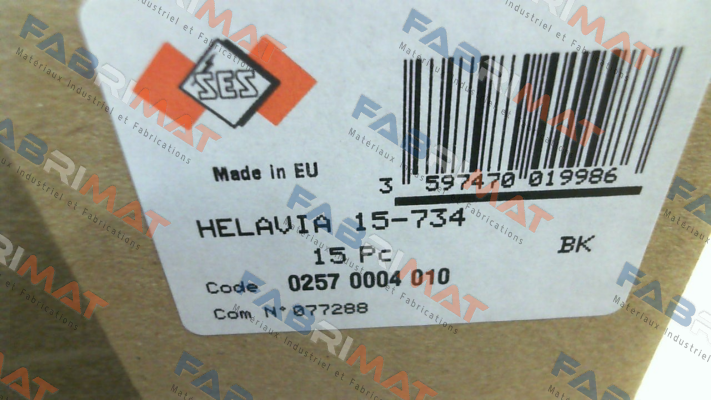 SES
Made in EU
3 597470 019986
HELAVIA 15-734
15 Pc
BK
Code 0257 0004 010
Com N° 077288
FABRIMAT
Matériaux Industriel et Fabrications